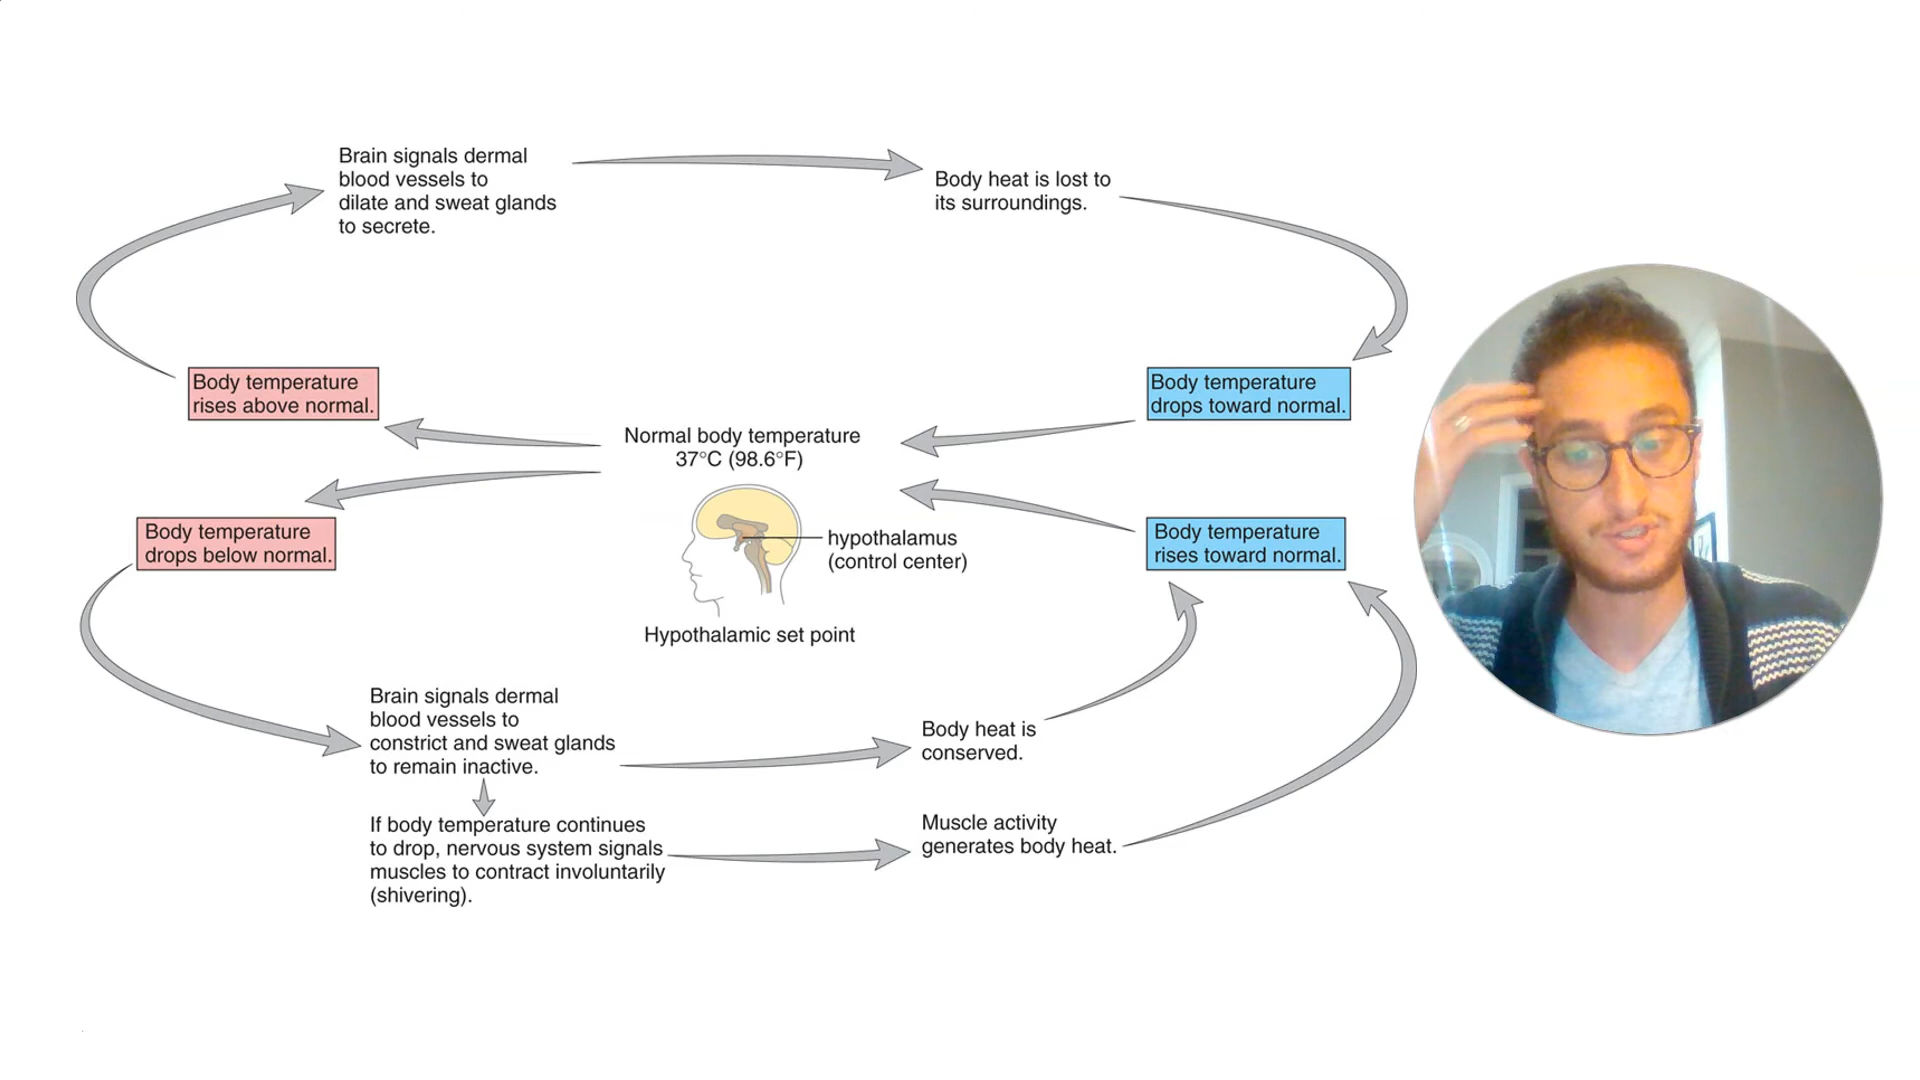 Brain signals dermal
blood vessels to
dilate and sweat glands
to secrete.
Body heat is lost to
its surroundings.
Body temperature
rises above normal.
Body temperature
drops toward normal.
Normal body temperature
37°C (98.6°F)
Body temperature
drops below normal.
hypothalamus
(control center)
Body temperature
rises toward normal.
Hypothalamic set point
Brain signals dermal
blood vessels to
constrict and sweat glands
to remain inactive.
Body heat is
conserved.
If body temperature continues
to drop, nervous system signals
muscles to contract involuntarily
(shivering).
Muscle activity
generates body heat.